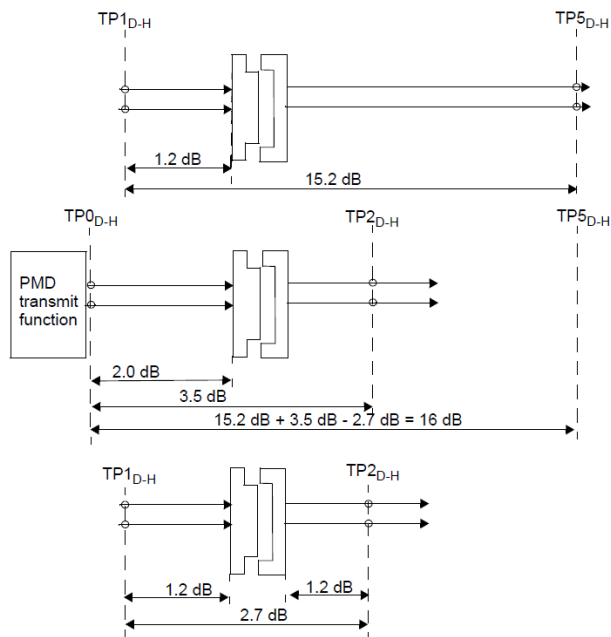 TP1D-H TP5D-H
1.2 dB
15.2 dB
TP0D-H TP2D-H TP5D-H
PMD
transmit
function
2.0 dB
3.5 dB
15.2 dB + 3.5 dB - 2.7 dB = 16 dB
TP1D-H TP2D-H
1.2 dB 1.2 dB
2.7 dB